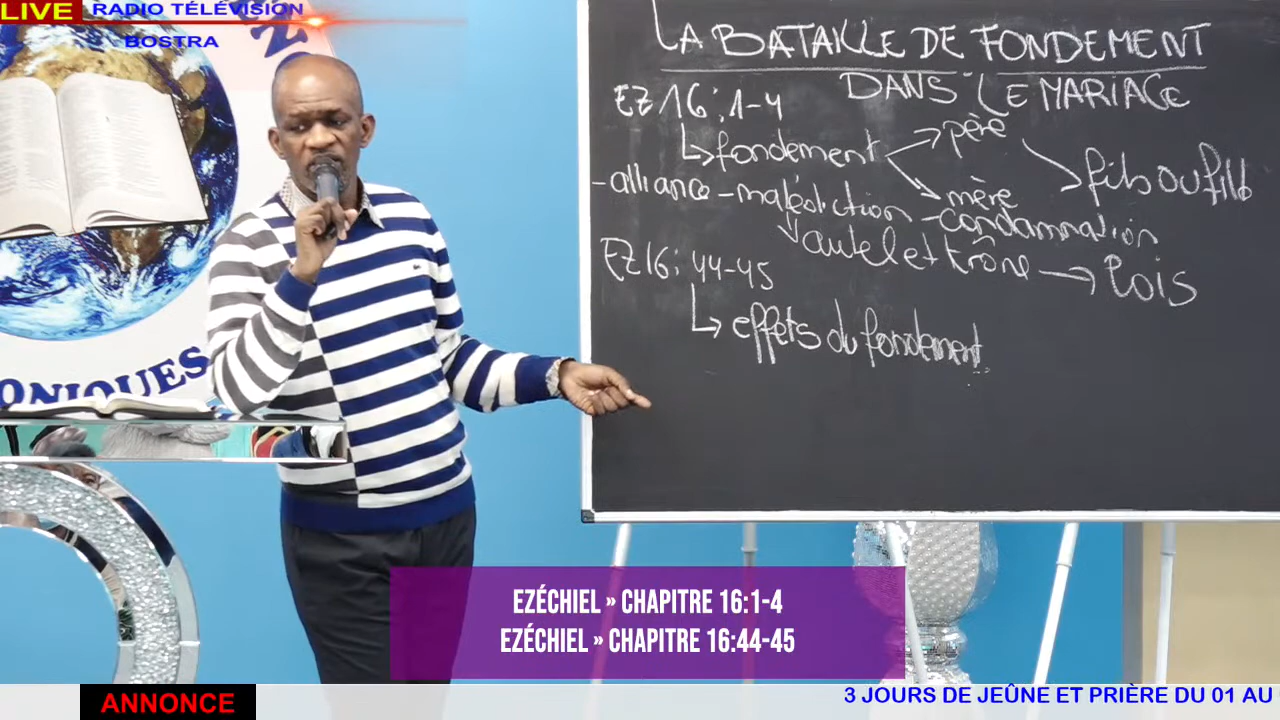 LIVE
RADIO TÉLÉVISION
BOSTRA
ONIQUES
LA BATAILLE DE FONDEMENT
DANS LE MARIAGE
EZ 16:1-4
fondement
père
mère
fils ou fille
-alliance -malédiction -condamnation
autel et trône → lois
EZ 16: 44-45
effets du fondement
EZÉCHIEL » CHAPITRE 16:1-4
EZÉCHIEL » CHAPITRE 16:44-45
ANNONCE
3 JOURS DE JEÛNE ET PRIÈRE DU 01 AU